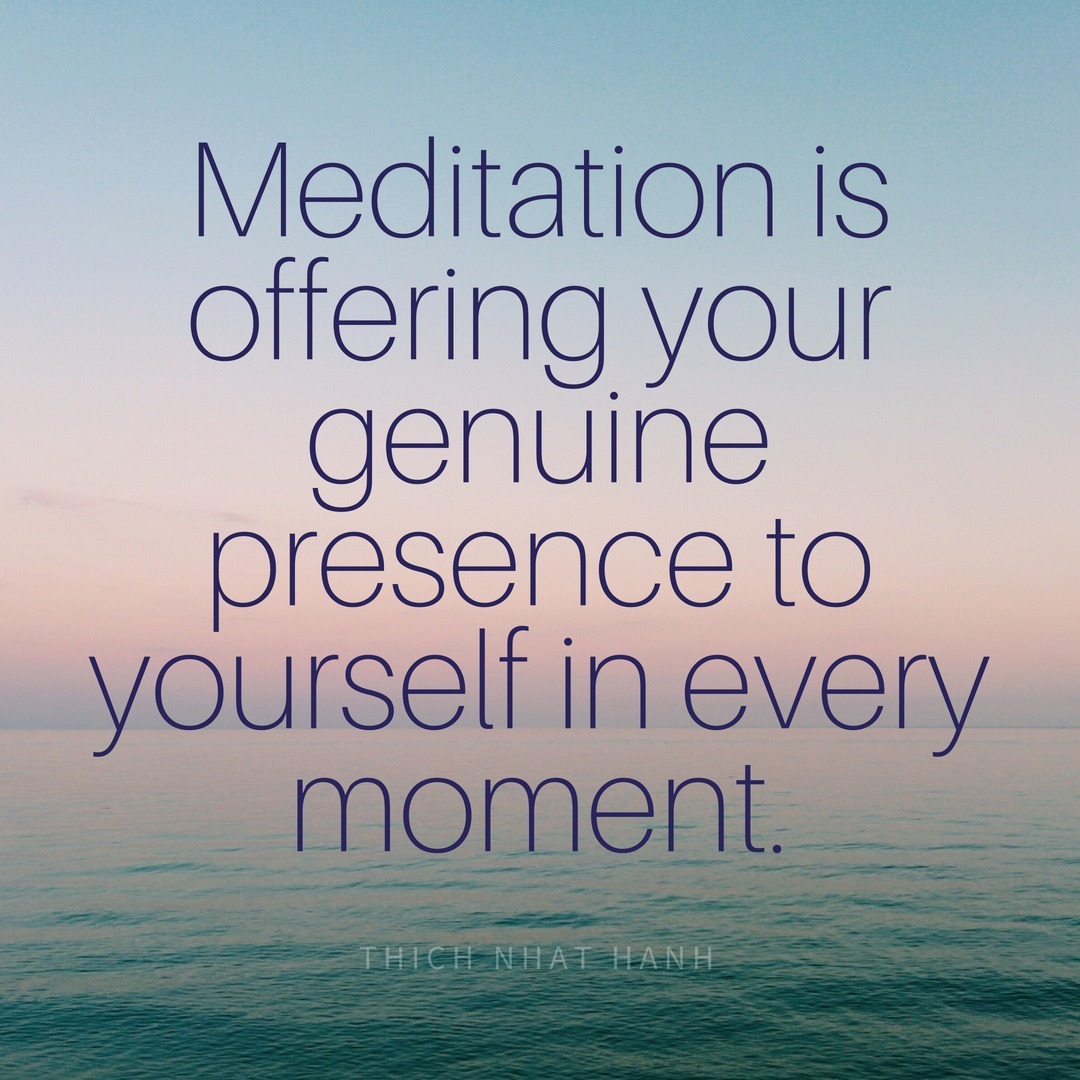 Meditation is
offering your
genuine
presence to
yourself in every
moment.
THICH NHAT HANH